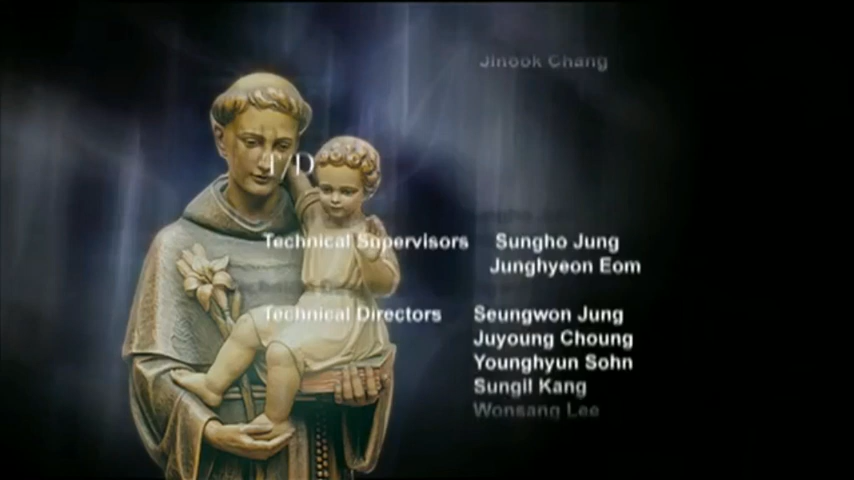 Jinook Chang
T/D
Technical Supervisors Sungho Jung
Junghyeon Eom
Technical Directors Seungwon Jung
Juyoung Choung
Younghyun Sohn
Sungil Kang
Wonsang Lee